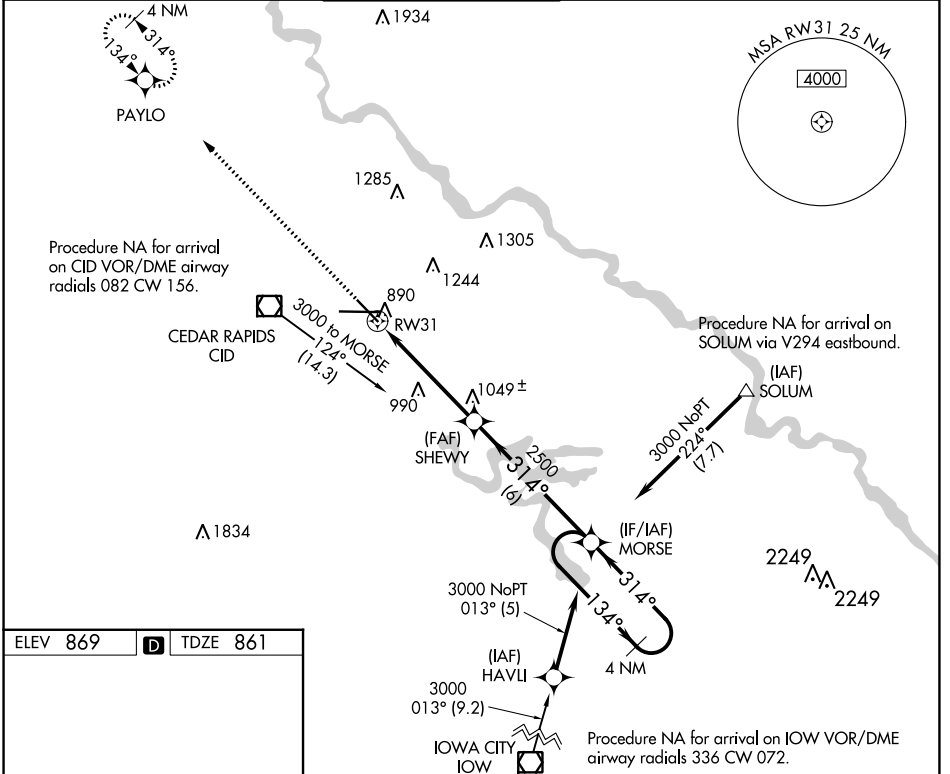 4 NM
314°
134°
PAYLO
1934
MSA RW31 25 NM
4000
1285
1305
1244
Procedure NA for arrival
on CID VOR/DME airway
radials 082 CW 156.
890
RW31
CEDAR RAPIDS
CID
3000 to MORSE
124°
(14.3)
Procedure NA for arrival on
SOLUM via V294 eastbound.
(IAF)
SOLUM
3000 NoPT
224°
(7.7)
990
1049±
(FAF)
SHEWY
2500
314°
(6)
1834
(IF/IAF)
MORSE
2249
2249
314°
134°
4 NM
3000 NoPT
013° (5)
(IAF)
HAVLI
3000
013° (9.2)
IOWA CITY
IOW
Procedure NA for arrival on IOW VOR/DME
airway radials 336 CW 072.
ELEV 869 D TDZE 861